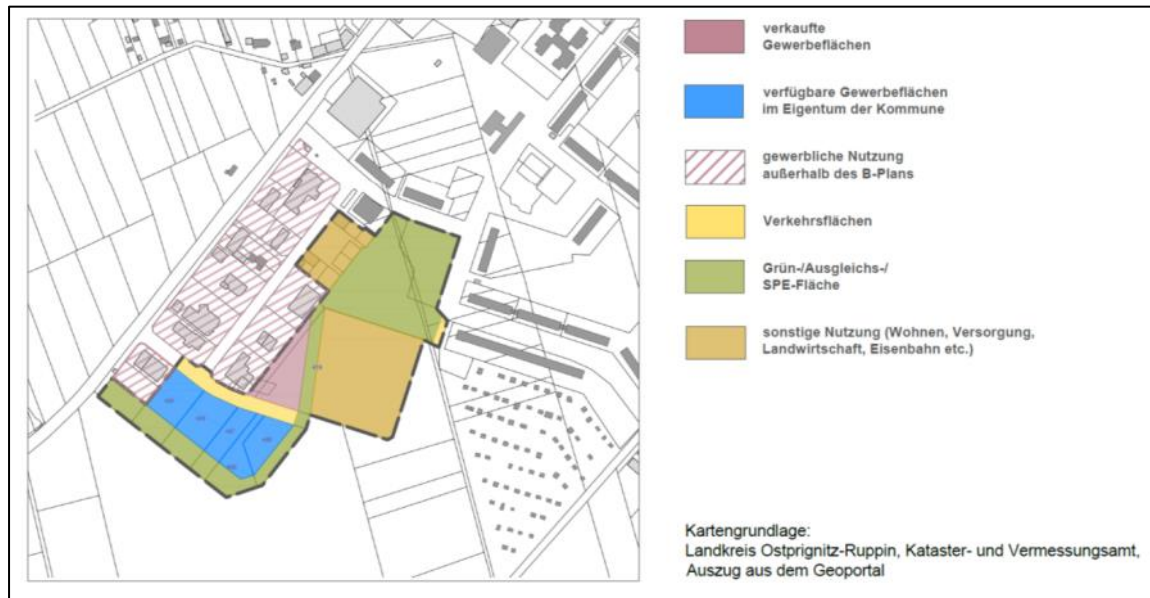 verkaufte
Gewerbeflächen
verfügbare Gewerbeflächen
im Eigentum der Kommune
gewerbliche Nutzung
außerhalb des B-Plans
Verkehrsflächen
Grün-/Ausgleichs-/
SPE-Fläche
sonstige Nutzung (Wohnen, Versorgung,
Landwirtschaft, Eisenbahn etc.)
Kartengrundlage:
Landkreis Ostprignitz-Ruppin, Kataster- und Vermessungsamt,
Auszug aus dem Geoportal